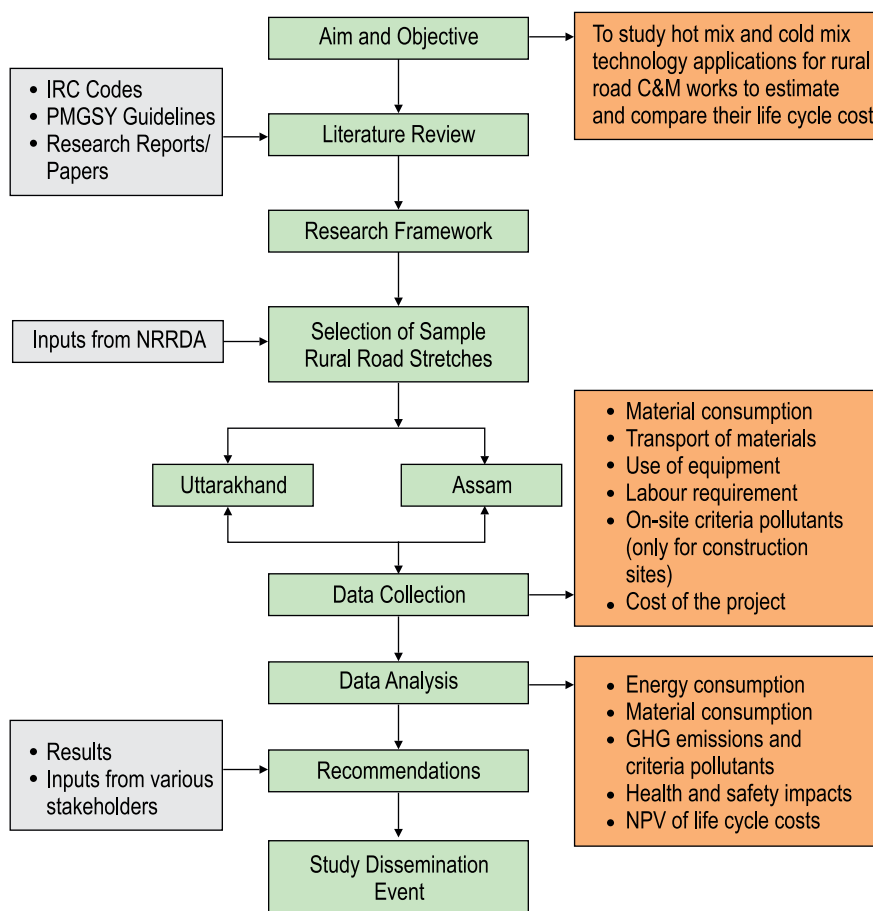 Aim and Objective
To study hot mix and cold mix
technology applications for rural
road C&M works to estimate
and compare their life cycle cost
• IRC Codes
• PMGSY Guidelines
• Research Reports/
Papers
Literature Review
Research Framework
Inputs from NRRDA
Selection of Sample
Rural Road Stretches
Uttarakhand
Assam
• Material consumption
• Transport of materials
• Use of equipment
• Labour requirement
• On-site criteria pollutants
(only for construction
sites)
• Cost of the project
Data Collection
Data Analysis
• Energy consumption
• Material consumption
• GHG emissions and
criteria pollutants
• Health and safety impacts
• NPV of life cycle costs
• Results
• Inputs from various
stakeholders
Recommendations
Study Dissemination
Event